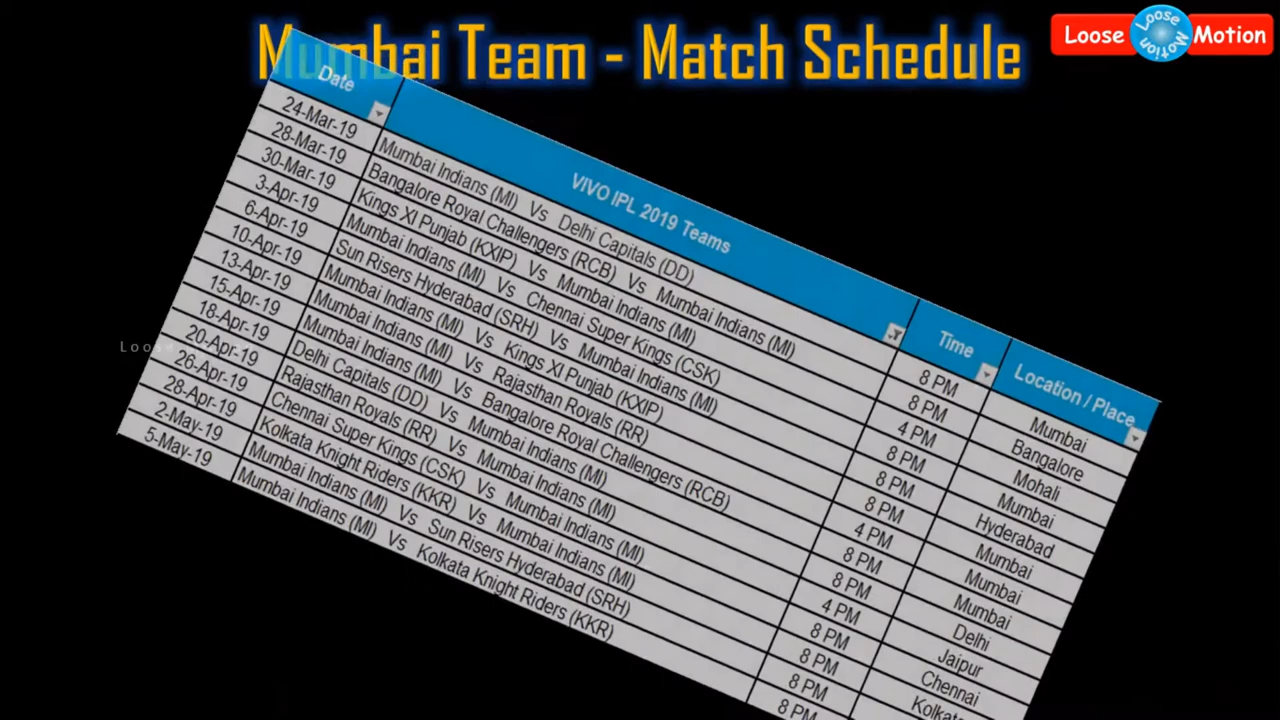 Mumbai Team - Match Schedule
Loose Loose Motion Motion
Date VIVO IPL 2019 Teams Time Location / Place
24-Mar-19 Mumbai Indians (MI) Vs Delhi Capitals (DD) 8 PM Mumbai
28-Mar-19 Bangalore Royal Challengers (RCB) Vs Mumbai Indians (MI) 8 PM Bangalore
30-Mar-19 Kings XI Punjab (KXIP) Vs Mumbai Indians (MI) 4 PM Mohali
3-Apr-19 Mumbai Indians (MI) Vs Chennai Super Kings (CSK) 8 PM Mumbai
6-Apr-19 Sun Risers Hyderabad (SRH) Vs Mumbai Indians (MI) 8 PM Hyderabad
10-Apr-19 Mumbai Indians (MI) Vs Kings XI Punjab (KXIP) 8 PM Mumbai
13-Apr-19 Mumbai Indians (MI) Vs Rajasthan Royals (RR) 4 PM Mumbai
15-Apr-19 Mumbai Indians (MI) Vs Bangalore Royal Challengers (RCB) 8 PM Mumbai
18-Apr-19 Delhi Capitals (DD) Vs Mumbai Indians (MI) 8 PM Delhi
20-Apr-19 Rajasthan Royals (RR) Vs Mumbai Indians (MI) 4 PM Jaipur
26-Apr-19 Chennai Super Kings (CSK) Vs Mumbai Indians (MI) 8 PM Chennai
28-Apr-19 Kolkata Knight Riders (KKR) Vs Mumbai Indians (MI) 8 PM Kolkata
2-May-19 Mumbai Indians (MI) Vs Sun Risers Hyderabad (SRH) 8 PM
5-May-19 Mumbai Indians (MI) Vs Kolkata Knight Riders (KKR) 8 PM